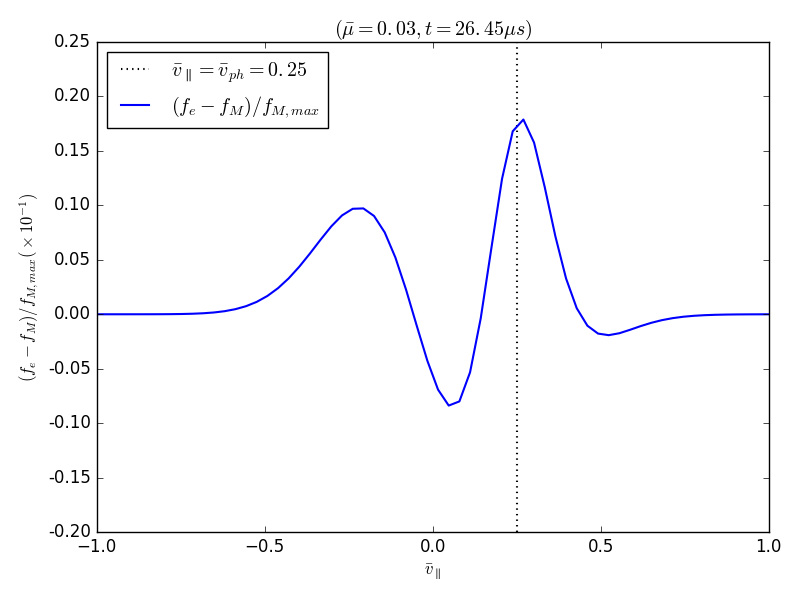 (μ̄=0.03, t=26.45μs)
0.25
v̄∥ = v̄ph = 0.25
(fe − fM)/fM,max
0.20
0.15
0.10
0.05
0.00
-0.05
-0.10
-0.15
-0.20
(fe − fM)/fM,max(×10⁻¹)
−1.0 −0.5 0.0 0.5 1.0
v̄∥